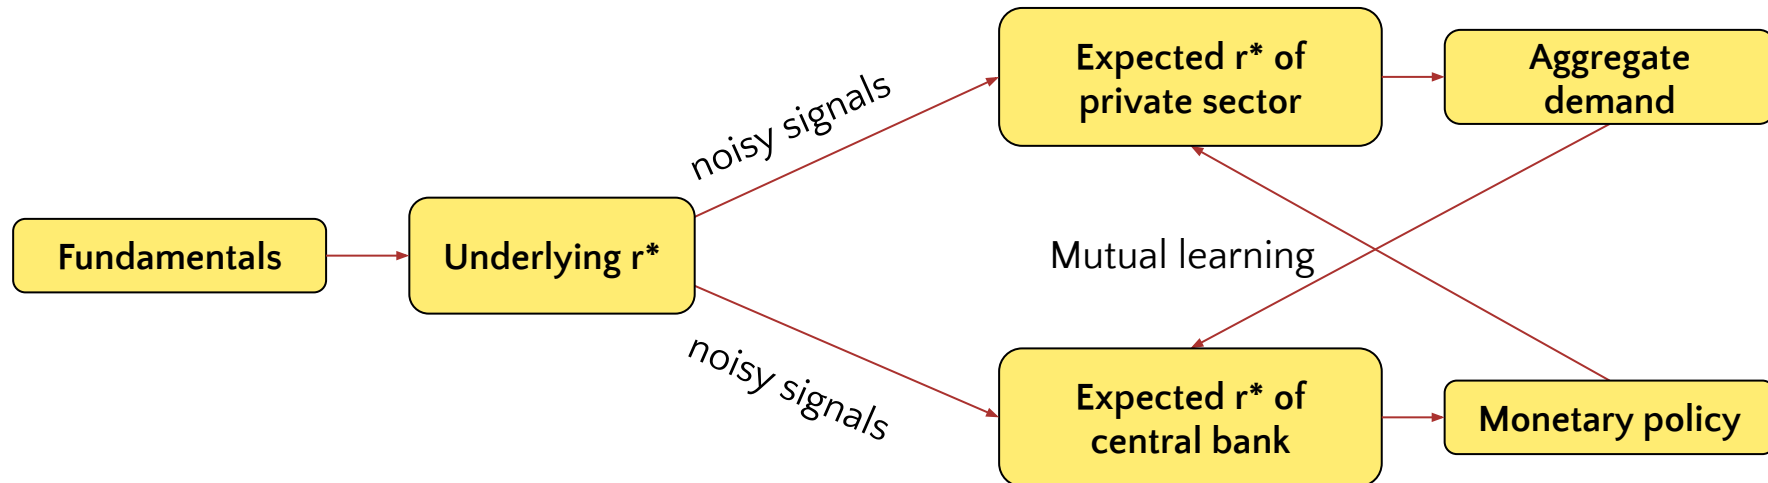 Fundamentals
Underlying r*
noisy signals
noisy signals
Expected r* of
private sector
Aggregate
demand
Mutual learning
Expected r* of
central bank
Monetary policy